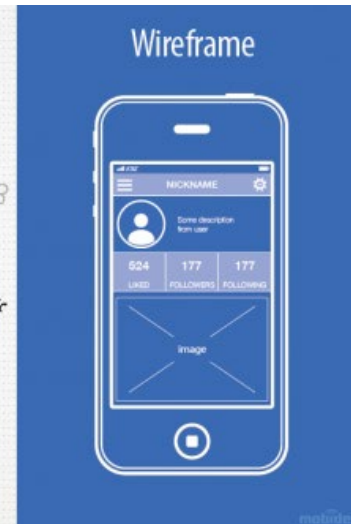 Wireframe
NICKNAME
Some description
from user
524 177 177
LIKED FOLLOWERS FOLLOWING
Image